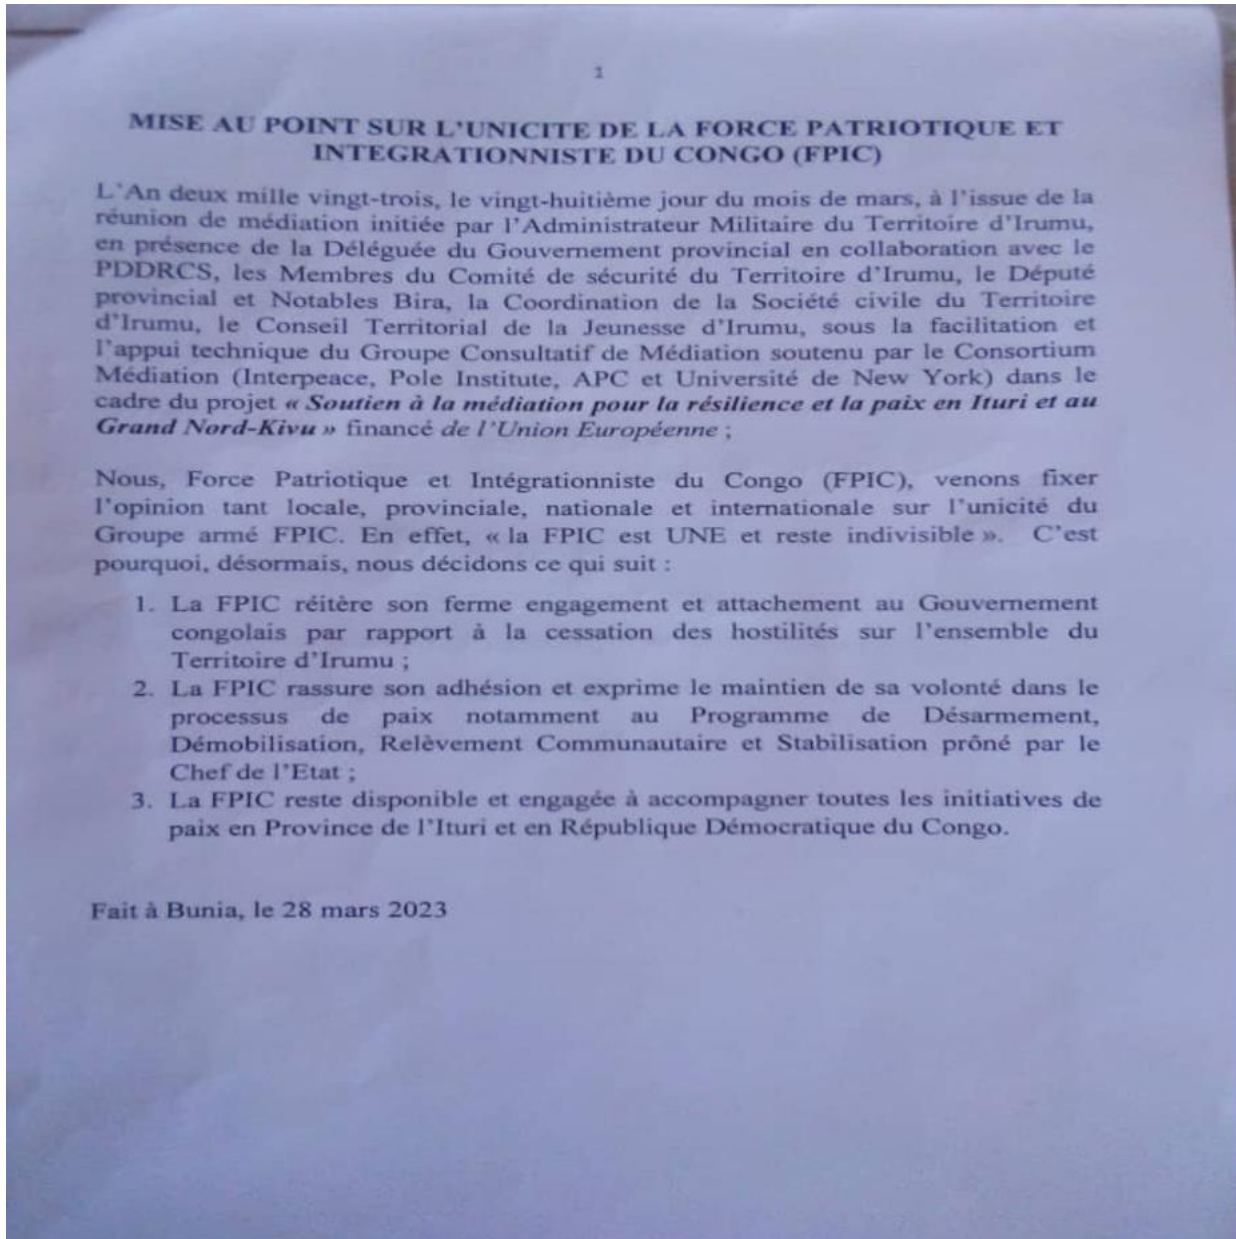 1
MISE AU POINT SUR L'UNICITE DE LA FORCE PATRIOTIQUE ET
INTEGRATIONNISTE DU CONGO (FPIC)
L'An deux mille vingt-trois, le vingt-huitième jour du mois de mars, à l'issue de la
réunion de médiation initiée par l'Administrateur Militaire du Territoire d'Irumu,
en présence de la Déléguée du Gouvernement provincial en collaboration avec le
PDDRCS, les Membres du Comité de sécurité du Territoire d'Irumu, le Député
provincial et Notables Bira, la Coordination de la Société civile du Territoire
d'Irumu, le Conseil Territorial de la Jeunesse d'Irumu, sous la facilitation et
l'appui technique du Groupe Consultatif de Médiation soutenu par le Consortium
Médiation (Interpeace, Pole Institute, APC et Université de New York) dans le
cadre du projet « Soutien à la médiation pour la résilience et la paix en Ituri et au
Grand Nord-Kivu » financé de l'Union Européenne ;
Nous, Force Patriotique et Intégrationniste du Congo (FPIC), venons fixer
l'opinion tant locale, provinciale, nationale et internationale sur l'unicité du
Groupe armé FPIC. En effet, « la FPIC est UNE et reste indivisible ». C'est
pourquoi, désormais, nous décidons ce qui suit :
1. La FPIC réitère son ferme engagement et attachement au Gouvernement
congolais par rapport à la cessation des hostilités sur l'ensemble du
Territoire d'Irumu ;
2. La FPIC rassure son adhésion et exprime le maintien de sa volonté dans le
processus de paix notamment au Programme de Désarmement,
Démobilisation, Relèvement Communautaire et Stabilisation prôné par le
Chef de l'Etat ;
3. La FPIC reste disponible et engagée à accompagner toutes les initiatives de
paix en Province de l'Ituri et en République Démocratique du Congo.
Fait à Bunia, le 28 mars 2023